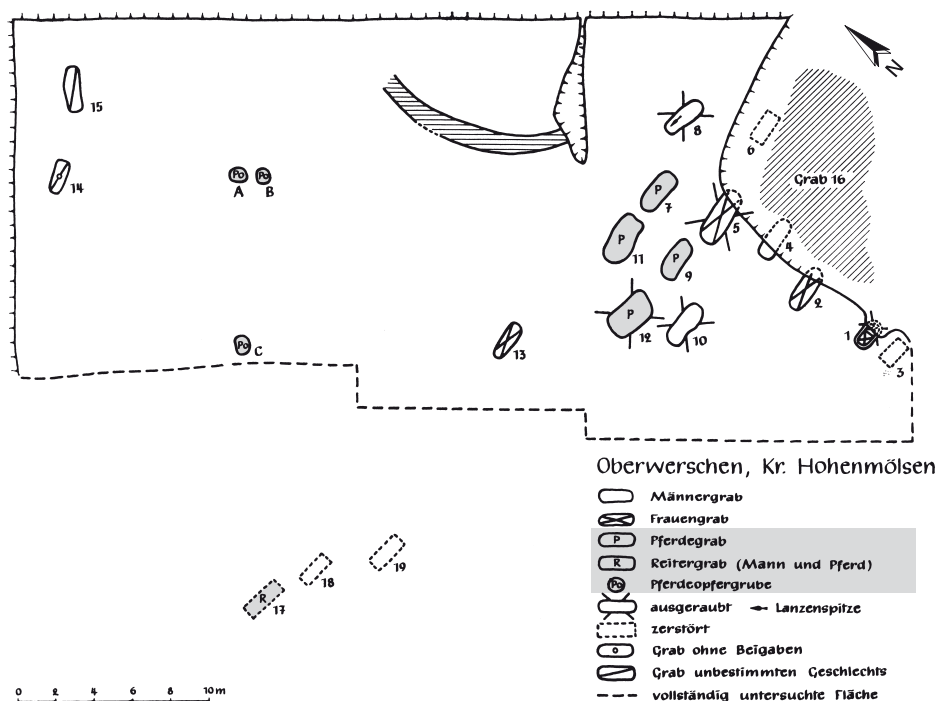 N
15
8
6
14
Po
Po
A
B
Grab 16
P
7
5
P
11
4
P
9
2
P
12
10
1
3
Po
C
13
Oberwerschen, Kr. Hohenmölsen
Männergrab
Frauengrab
P Pferdegrab
R Reitergrab (Mann und Pferd)
Po Pferdeopfergrube
ausgeraubt Lanzenspitze
zerstört
Grab ohne Beigaben
Grab unbestimmten Geschlechts
vollständig untersuchte Fläche
19
18
R
17
0 2 4 6 8 10 m